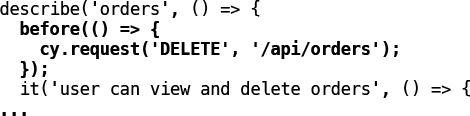 describe('orders', () => {
  before(() => {
    cy.request('DELETE', '/api/orders');
  });
  it('user can view and delete orders', () => {
...